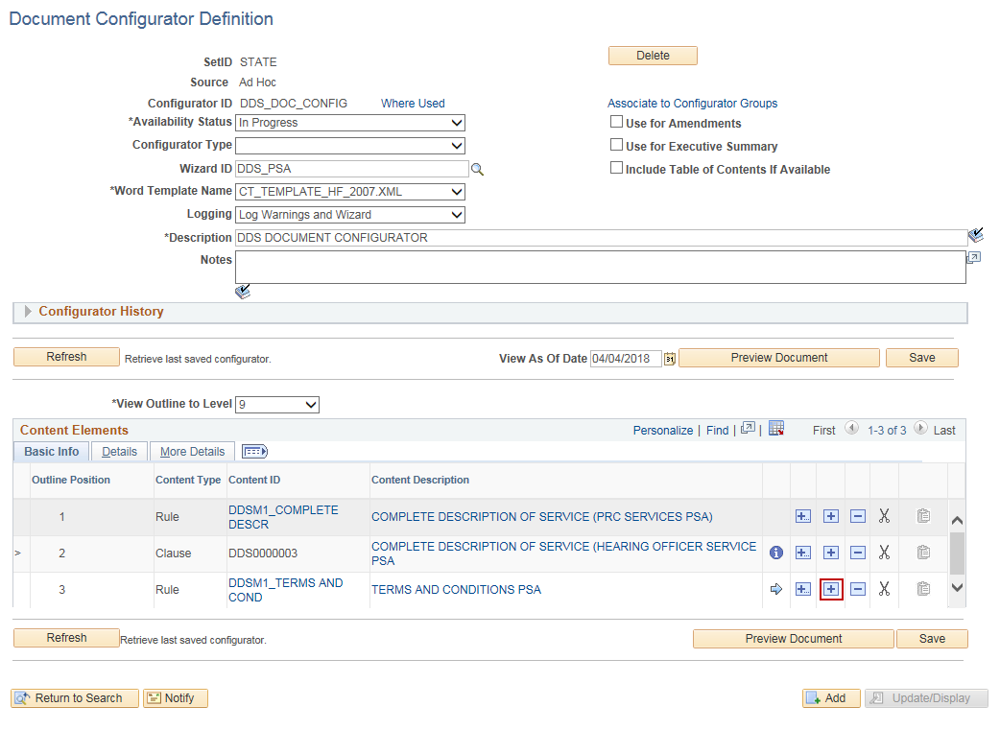 Document Configurator Definition
SetID STATE
Delete
Source Ad Hoc
Configurator ID DDS_DOC_CONFIG Where Used
Associate to Configurator Groups
*Availability Status In Progress
Use for Amendments
Configurator Type
Use for Executive Summary
Wizard ID DDS_PSA
Include Table of Contents If Available
*Word Template Name CT_TEMPLATE_HF_2007.XML
Logging Log Warnings and Wizard
*Description DDS DOCUMENT CONFIGURATOR
Notes
Configurator History
Refresh Retrieve last saved configurator. View As Of Date 04/04/2018 31 Preview Document Save
*View Outline to Level 9
Content Elements Personalize | Find | | First 1-3 of 3 Last
Basic Info Details More Details
Outline Position Content Type Content ID Content Description
1 Rule DDSM1_COMPLETE DESCR COMPLETE DESCRIPTION OF SERVICE (PRC SERVICES PSA)
> 2 Clause DDS0000003 COMPLETE DESCRIPTION OF SERVICE (HEARING OFFICER SERVICE PSA
3 Rule DDSM1_TERMS AND COND TERMS AND CONDITIONS PSA
Refresh Retrieve last saved configurator. Preview Document Save
Return to Search Notify Add Update/Display